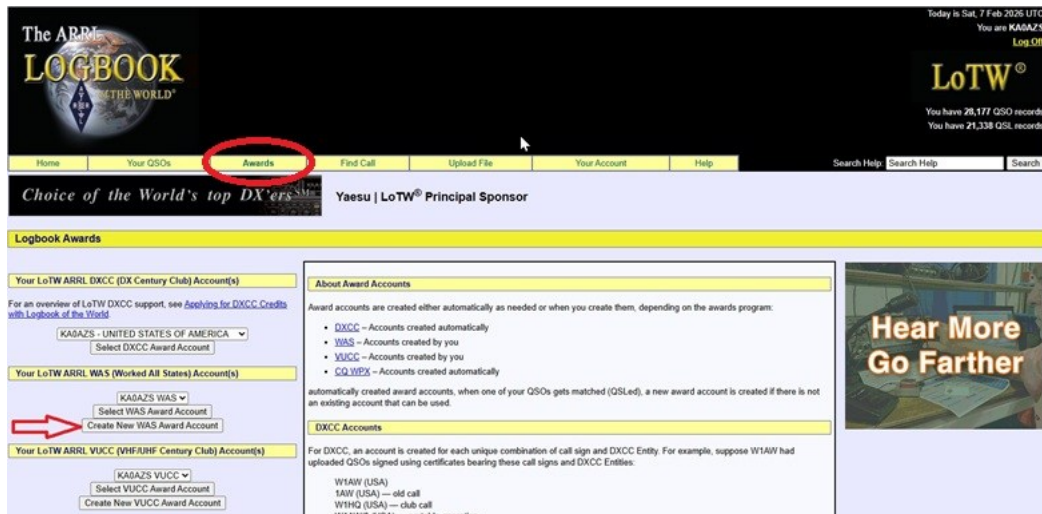 Today is Sat, 7 Feb 2026 UTC
You are KA0AZS
Log Off
The ARRL
LOGBOOK
OF THE WORLD®
LoTW®
You have 28,177 QSO records
You have 21,338 QSL records
Home Your QSOs Awards Find Call Upload File Your Account Help Search Help: Search Help Search
Choice of the World's top DX'ers℠
Yaesu | LoTW® Principal Sponsor
Logbook Awards
Your LoTW ARRL DXCC (DX Century Club) Account(s)
For an overview of LoTW DXCC support, see Applying for DXCC Credits
with Logbook of the World.
KA0AZS - UNITED STATES OF AMERICA
Select DXCC Award Account
Your LoTW ARRL WAS (Worked All States) Account(s)
KA0AZS WAS
Select WAS Award Account
Create New WAS Award Account
Your LoTW ARRL VUCC (VHF/UHF Century Club) Account(s)
KA0AZS VUCC
Select VUCC Award Account
Create New VUCC Award Account
About Award Accounts
Award accounts are created either automatically as needed or when you create them, depending on the awards program:
• DXCC – Accounts created automatically
• WAS – Accounts created by you
• VUCC – Accounts created by you
• CQ WPX – Accounts created automatically
automatically created award accounts, when one of your QSOs gets matched (QSLed), a new award account is created if there is not
an existing account that can be used.
DXCC Accounts
For DXCC, an account is created for each unique combination of call sign and DXCC Entity. For example, suppose W1AW had
uploaded QSOs signed using certificates bearing these call signs and DXCC Entities:
W1AW (USA)
1AW (USA) — old call
W1HQ (USA) — club call
Hear More
Go Farther